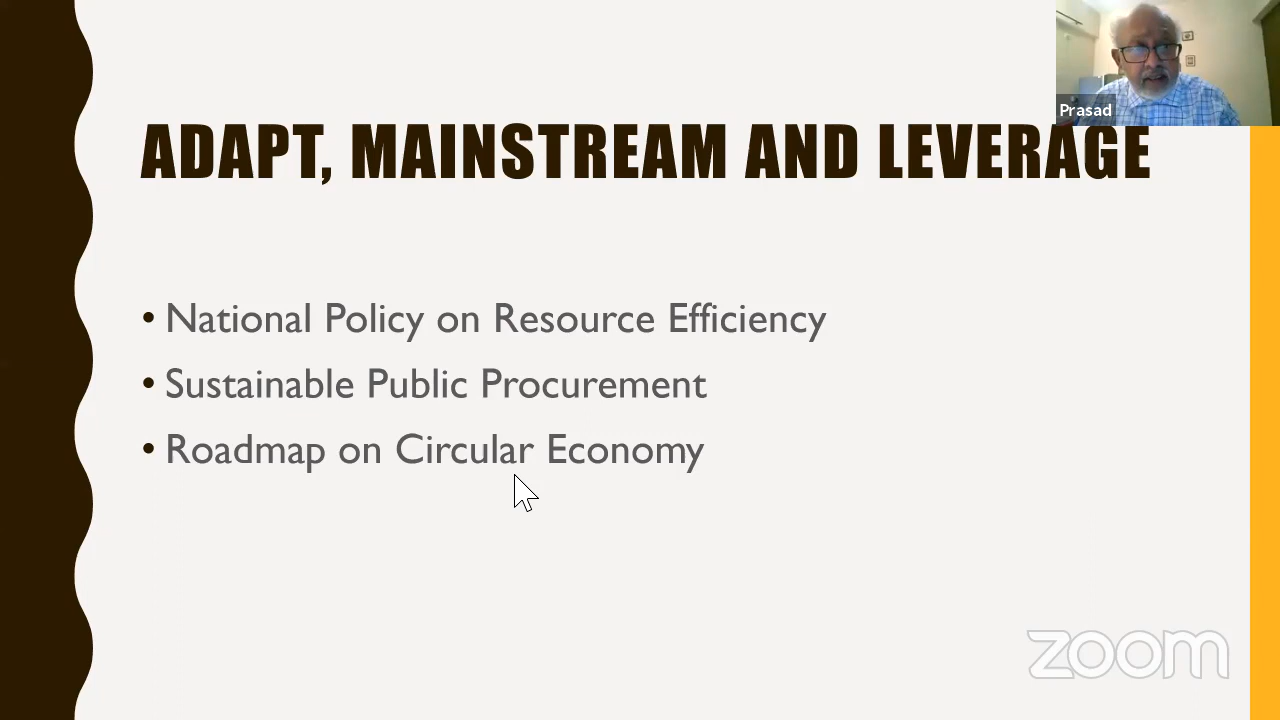 Prasad
ADAPT, MAINSTREAM AND LEVERAGE
• National Policy on Resource Efficiency
• Sustainable Public Procurement
• Roadmap on Circular Economy
zoom